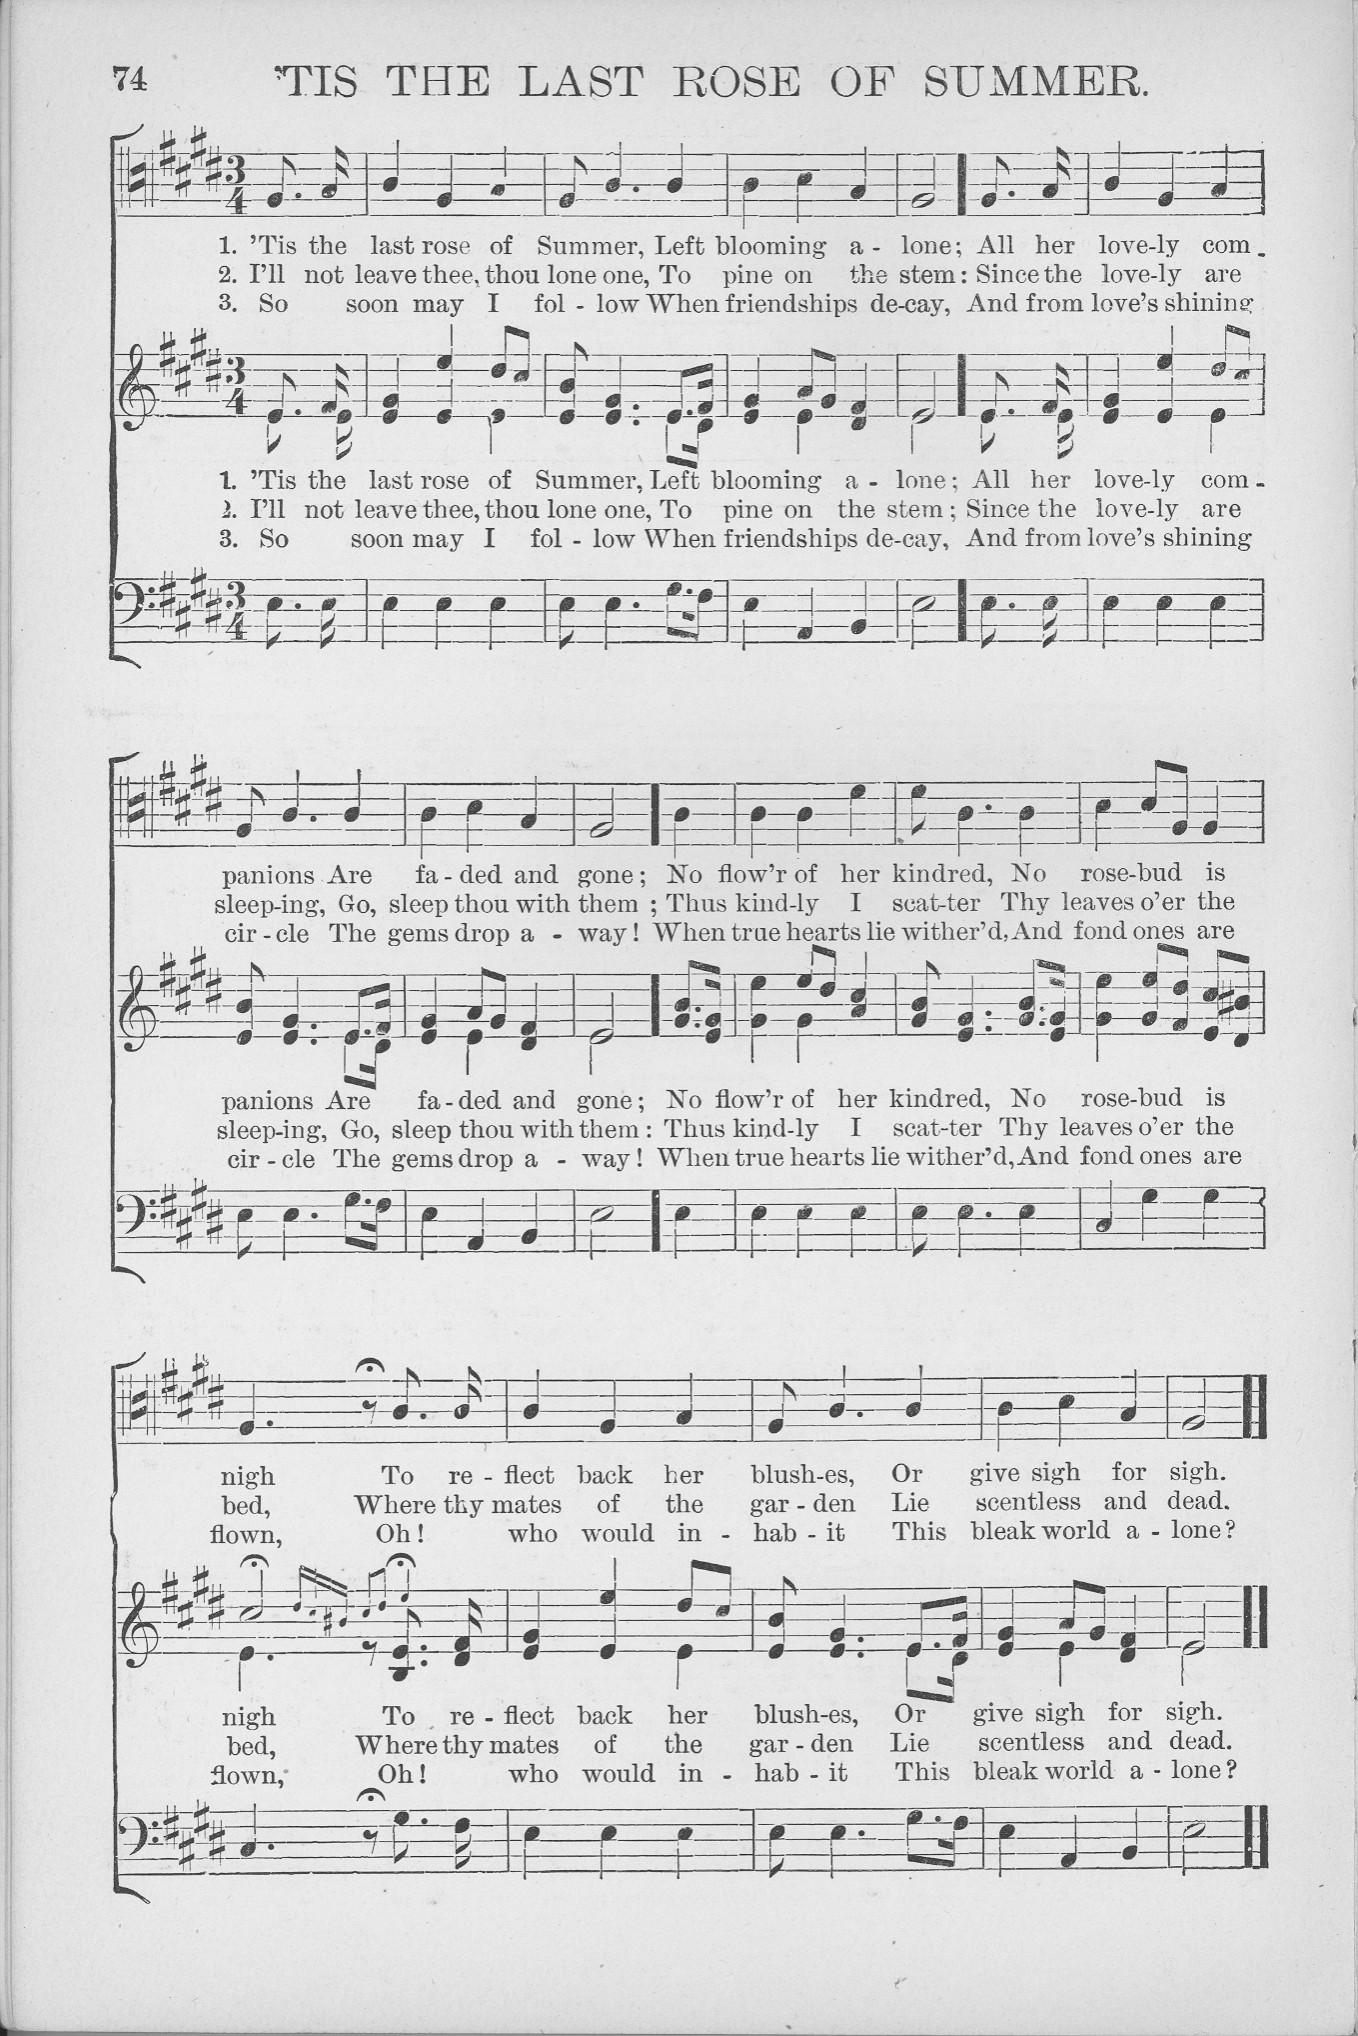 74 'TIS THE LAST ROSE OF SUMMER.
3
4
1. 'Tis the last rose of Summer, Left blooming a - lone; All her love-ly com -
2. I'll not leave thee, thou lone one, To pine on the stem: Since the love-ly are
3. So soon may I fol - low When friendships de-cay, And from love's shining
3
4
1. 'Tis the last rose of Summer, Left blooming a - lone; All her love-ly com -
2. I'll not leave thee, thou lone one, To pine on the stem; Since the love-ly are
3. So soon may I fol - low When friendships de-cay, And from love's shining
3
4
panions Are fa - ded and gone; No flow'r of her kindred, No rose-bud is
sleep-ing, Go, sleep thou with them; Thus kind-ly I scat-ter Thy leaves o'er the
cir - cle The gems drop a - way! When true hearts lie wither'd, And fond ones are
panions Are fa - ded and gone; No flow'r of her kindred, No rose-bud is
sleep-ing, Go, sleep thou with them: Thus kind-ly I scat-ter Thy leaves o'er the
cir - cle The gems drop a - way! When true hearts lie wither'd, And fond ones are
nigh To re - flect back her blush-es, Or give sigh for sigh.
bed, Where thy mates of the gar - den Lie scentless and dead.
flown, Oh! who would in - hab - it This bleak world a - lone?
nigh To re - flect back her blush-es, Or give sigh for sigh.
bed, Where thy mates of the gar - den Lie scentless and dead.
flown, Oh! who would in - hab - it This bleak world a - lone?